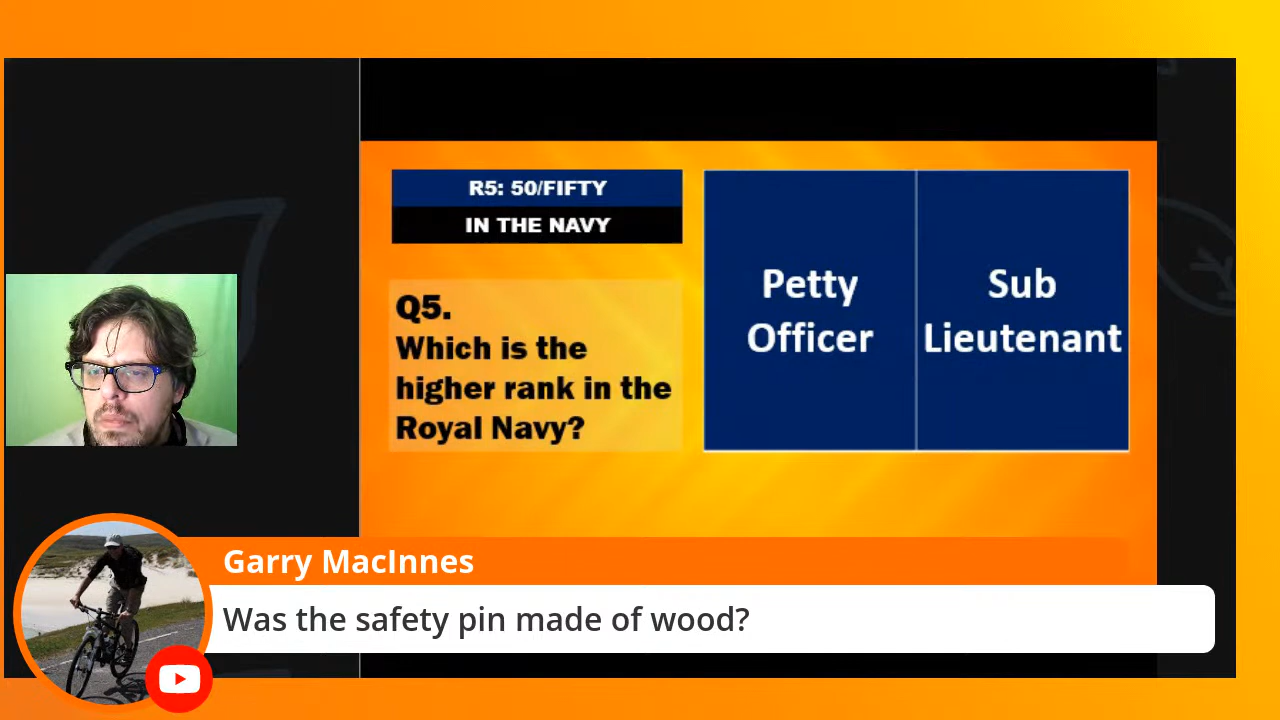 R5: 50/FIFTY
IN THE NAVY
Q5.
Which is the
higher rank in the
Royal Navy?
Petty
Officer
Sub
Lieutenant
Garry MacInnes
Was the safety pin made of wood?